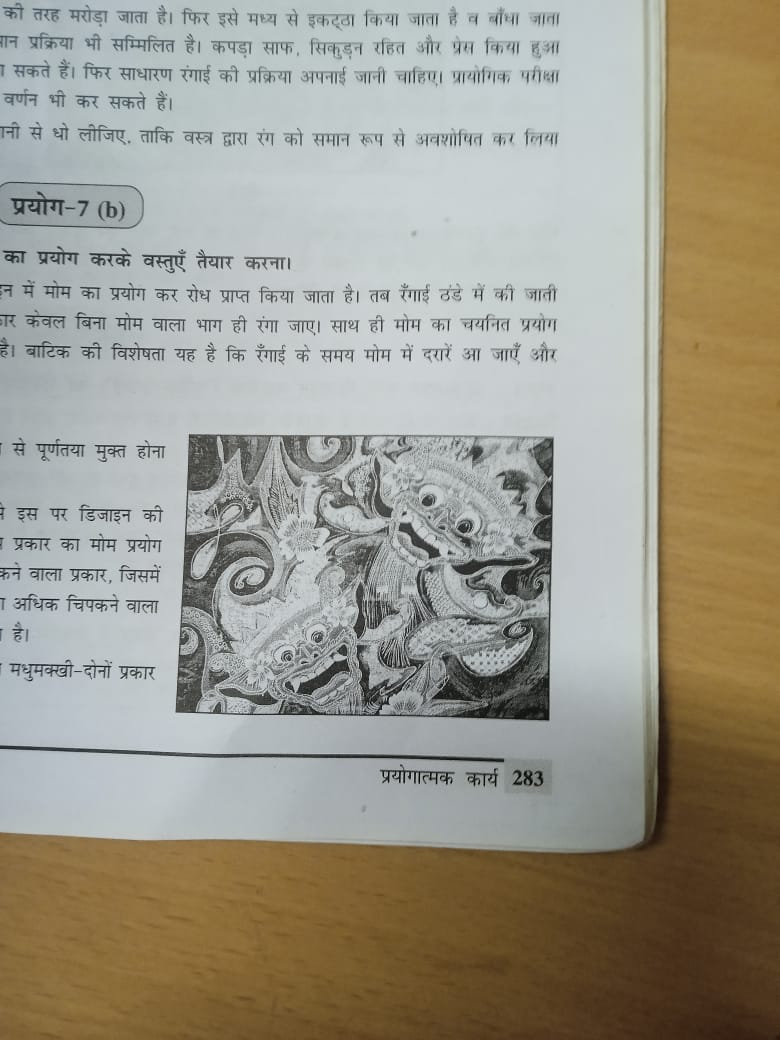 की तरह मरोड़ा जाता है। फिर इसे मध्य से इकट्ठा किया जाता है व बाँधा जाता
प्रक्रिया भी सम्मिलित है। कपड़ा साफ, सिकुड़न रहित और प्रेस किया हुआ
सकते हैं। फिर साधारण रंगाई की प्रक्रिया अपनाई जानी चाहिए। प्रायोगिक परीक्षा
वर्णन भी कर सकते हैं।
से धो लीजिए, ताकि वस्त्र द्वारा रंग को समान रूप से अवशोषित कर लिया
प्रयोग-7 (b)
का प्रयोग करके वस्तुएँ तैयार करना।
में मोम का प्रयोग कर रोध प्राप्त किया जाता है। तब रँगाई ठंडे में की जाती
केवल बिना मोम वाला भाग ही रंगा जाए। साथ ही मोम का चयनित प्रयोग
है। बाटिक की विशेषता यह है कि रँगाई के समय मोम में दरारें आ जाएँ और
से पूर्णतया मुक्त होना
इस पर डिजाइन की
प्रकार का मोम प्रयोग
वाला प्रकार, जिसमें
अधिक चिपकने वाला
है।
मधुमक्खी-दोनों प्रकार
प्रयोगात्मक कार्य 283